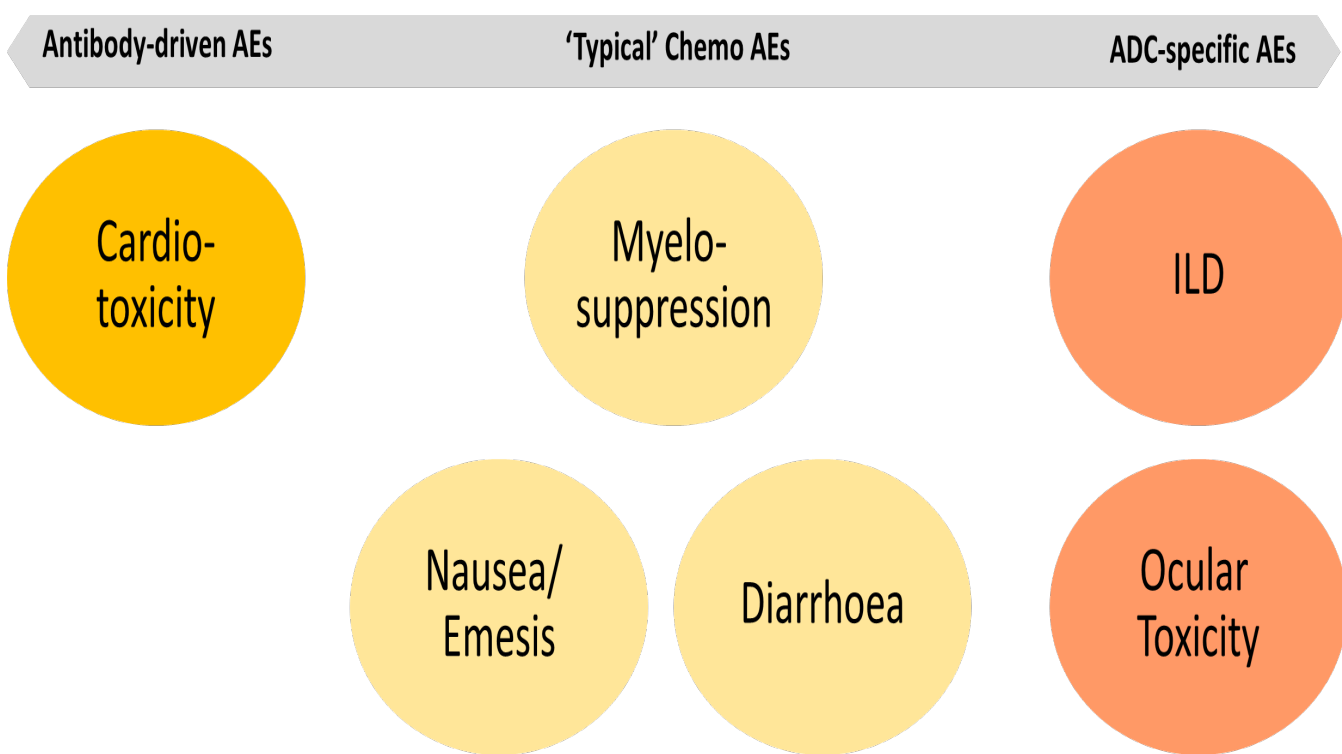 Antibody-driven AEs
‘Typical’ Chemo AEs
ADC-specific AEs
Cardio-
toxicity
Myelo-
suppression
ILD
Nausea/
Emesis
Diarrhoea
Ocular
Toxicity